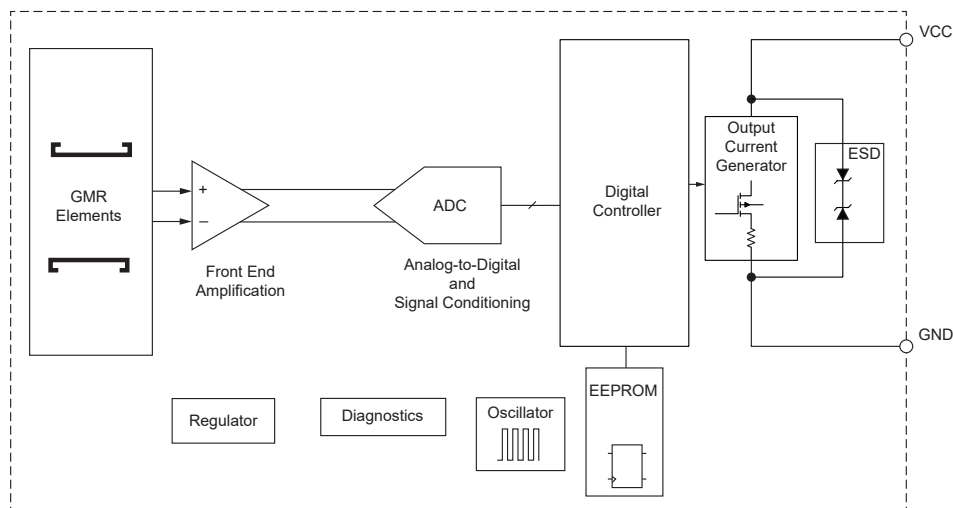 VCC
GMR
Elements
+
–
Front End
Amplification
ADC
Analog-to-Digital
and
Signal Conditioning
Digital
Controller
Output
Current
Generator
ESD
GND
Regulator
Diagnostics
Oscillator
EEPROM